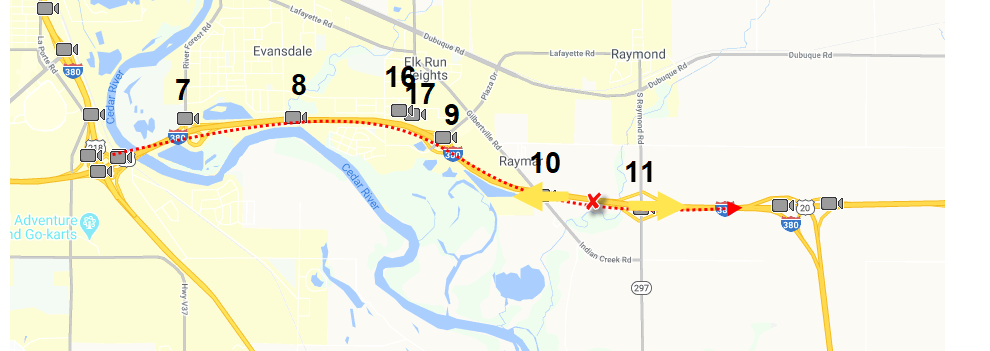 Lafayette Rd
La Porte Rd
River Forest Rd
Dubuque Rd
Lafayette Rd
Raymond
Dubuque Rd
Evansdale
Elk Run
Heights
380
Cedar River
Plaza Dr
Dubuque Rd
16
7
8
17
9
Gilbertville Rd
S Raymond Rd
380
218
380
Raymar
10
11
Cedar River
380
20
380
Adventure
nd Go-karts
Indian Creek Rd
Hwy V37
297